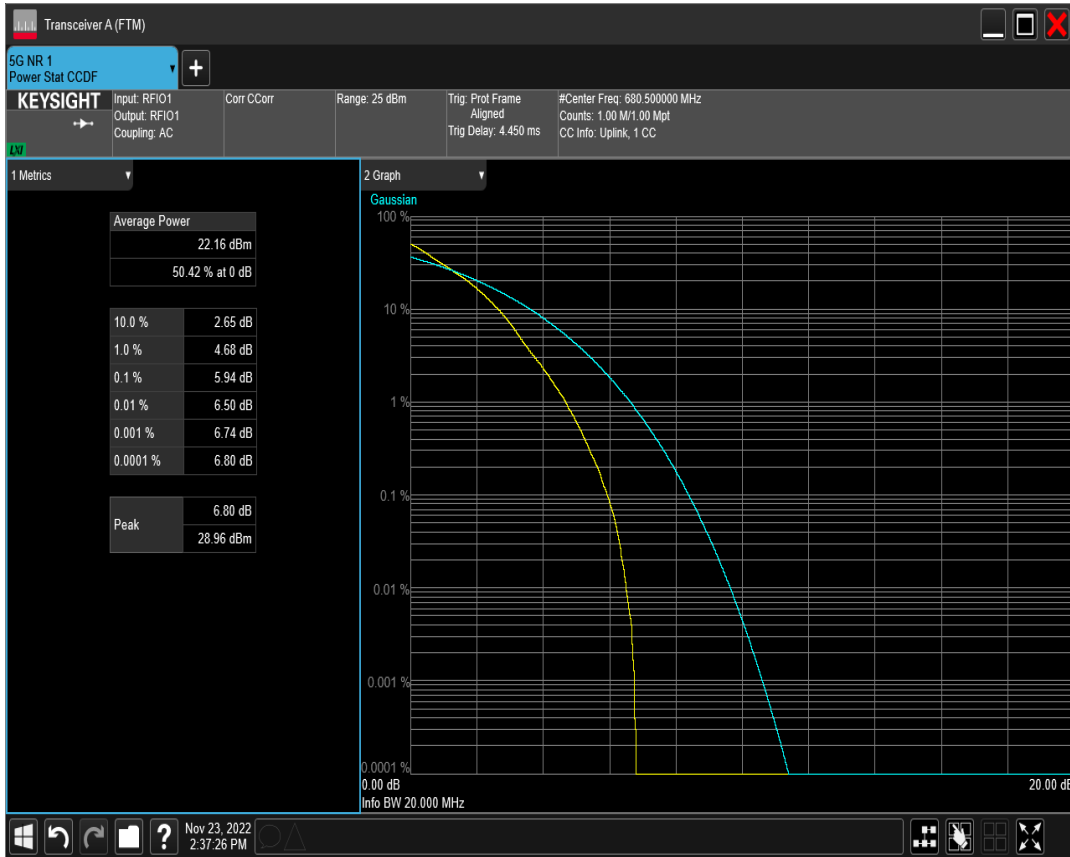 Transceiver A (FTM)
5G NR 1
Power Stat CCDF
KEYSIGHT
LXI
Input: RFIO1
Output: RFIO1
Coupling: AC
Corr CCorr
Range: 25 dBm
Trig: Prot Frame
Aligned
Trig Delay: 4.450 ms
#Center Freq: 680.500000 MHz
Counts: 1.00 M/1.00 Mpt
CC Info: Uplink, 1 CC
1 Metrics
Average Power
22.16 dBm
50.42 % at 0 dB
10.0 % 2.65 dB
1.0 % 4.68 dB
0.1 % 5.94 dB
0.01 % 6.50 dB
0.001 % 6.74 dB
0.0001 % 6.80 dB
Peak 6.80 dB
28.96 dBm
2 Graph
Gaussian
100 %
10 %
1 %
0.1 %
0.01 %
0.001 %
0.0001 %
0.00 dB 20.00 dB
Info BW 20.000 MHz
Nov 23, 2022
2:37:26 PM